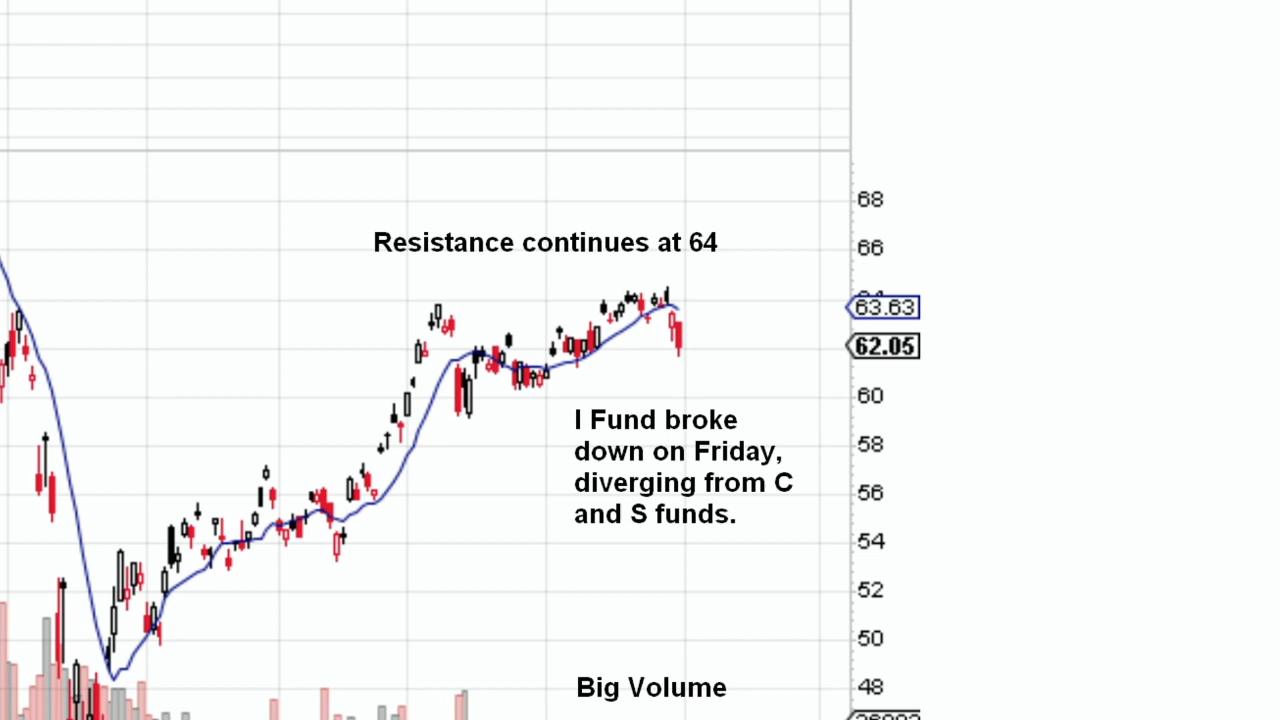 68
Resistance continues at 64
66
63.63
62.05
60
I Fund broke
down on Friday,
diverging from C
and S funds.
58
56
54
52
50
Big Volume
48